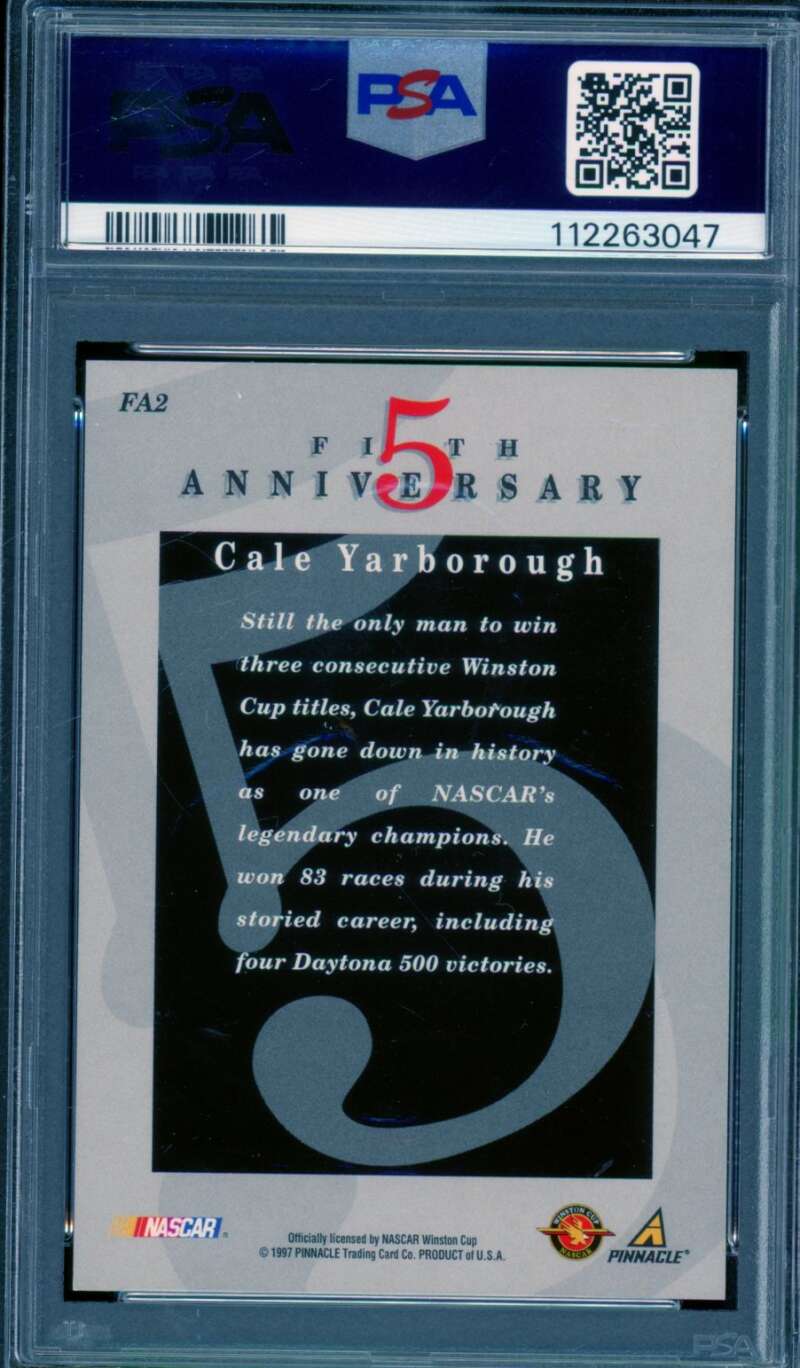 PSA
PSA
112263047
FA2
FI5TH
ANNIVERSARY
Cale Yarborough
Still the only man to win
three consecutive Winston
Cup titles, Cale Yarborough
has gone down in history
as one of NASCAR's
legendary champions. He
won 83 races during his
storied career, including
four Daytona 500 victories.
NASCAR®
Officially licensed by NASCAR Winston Cup
© 1997 PINNACLE Trading Card Co. PRODUCT of U.S.A.
WINSTON CUP
NASCAR
PINNACLE®
PSA